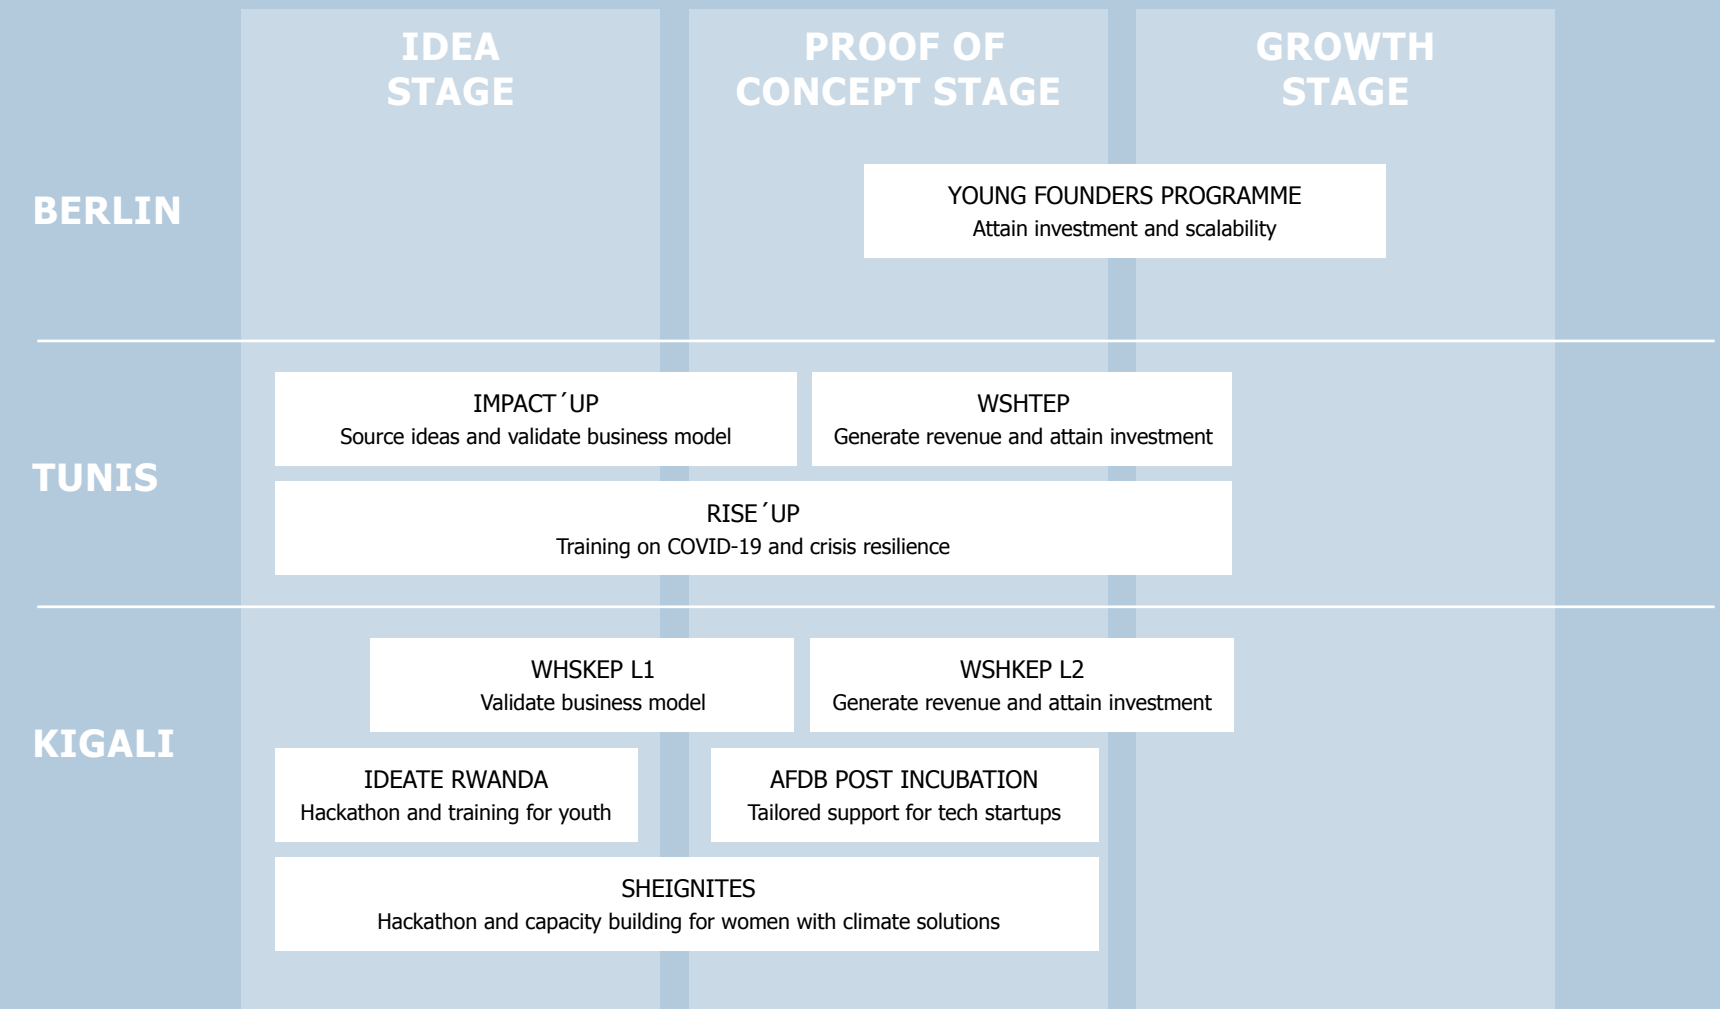 IDEA
STAGE
PROOF OF
CONCEPT STAGE
GROWTH
STAGE
BERLIN
YOUNG FOUNDERS PROGRAMME
Attain investment and scalability
TUNIS
IMPACT´UP
Source ideas and validate business model
WSHTEP
Generate revenue and attain investment
RISE´UP
Training on COVID-19 and crisis resilience
KIGALI
WHSKEP L1
Validate business model
WSHKEP L2
Generate revenue and attain investment
IDEATE RWANDA
Hackathon and training for youth
AFDB POST INCUBATION
Tailored support for tech startups
SHEIGNITES
Hackathon and capacity building for women with climate solutions